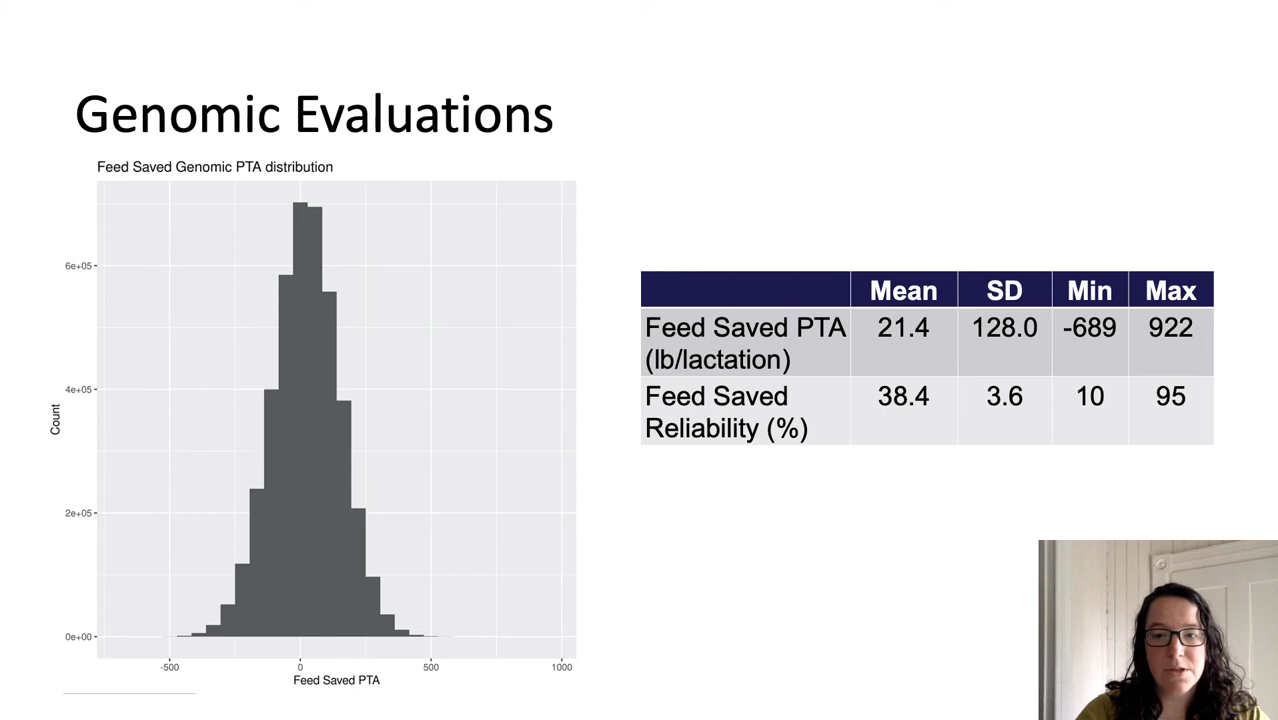 Genomic Evaluations
Feed Saved Genomic PTA distribution
6e+05
4e+05
2e+05
0e+00
Count
-500 0 500 1000
Feed Saved PTA
Mean SD Min Max
Feed Saved PTA (lb/lactation) 21.4 128.0 -689 922
Feed Saved Reliability (%) 38.4 3.6 10 95